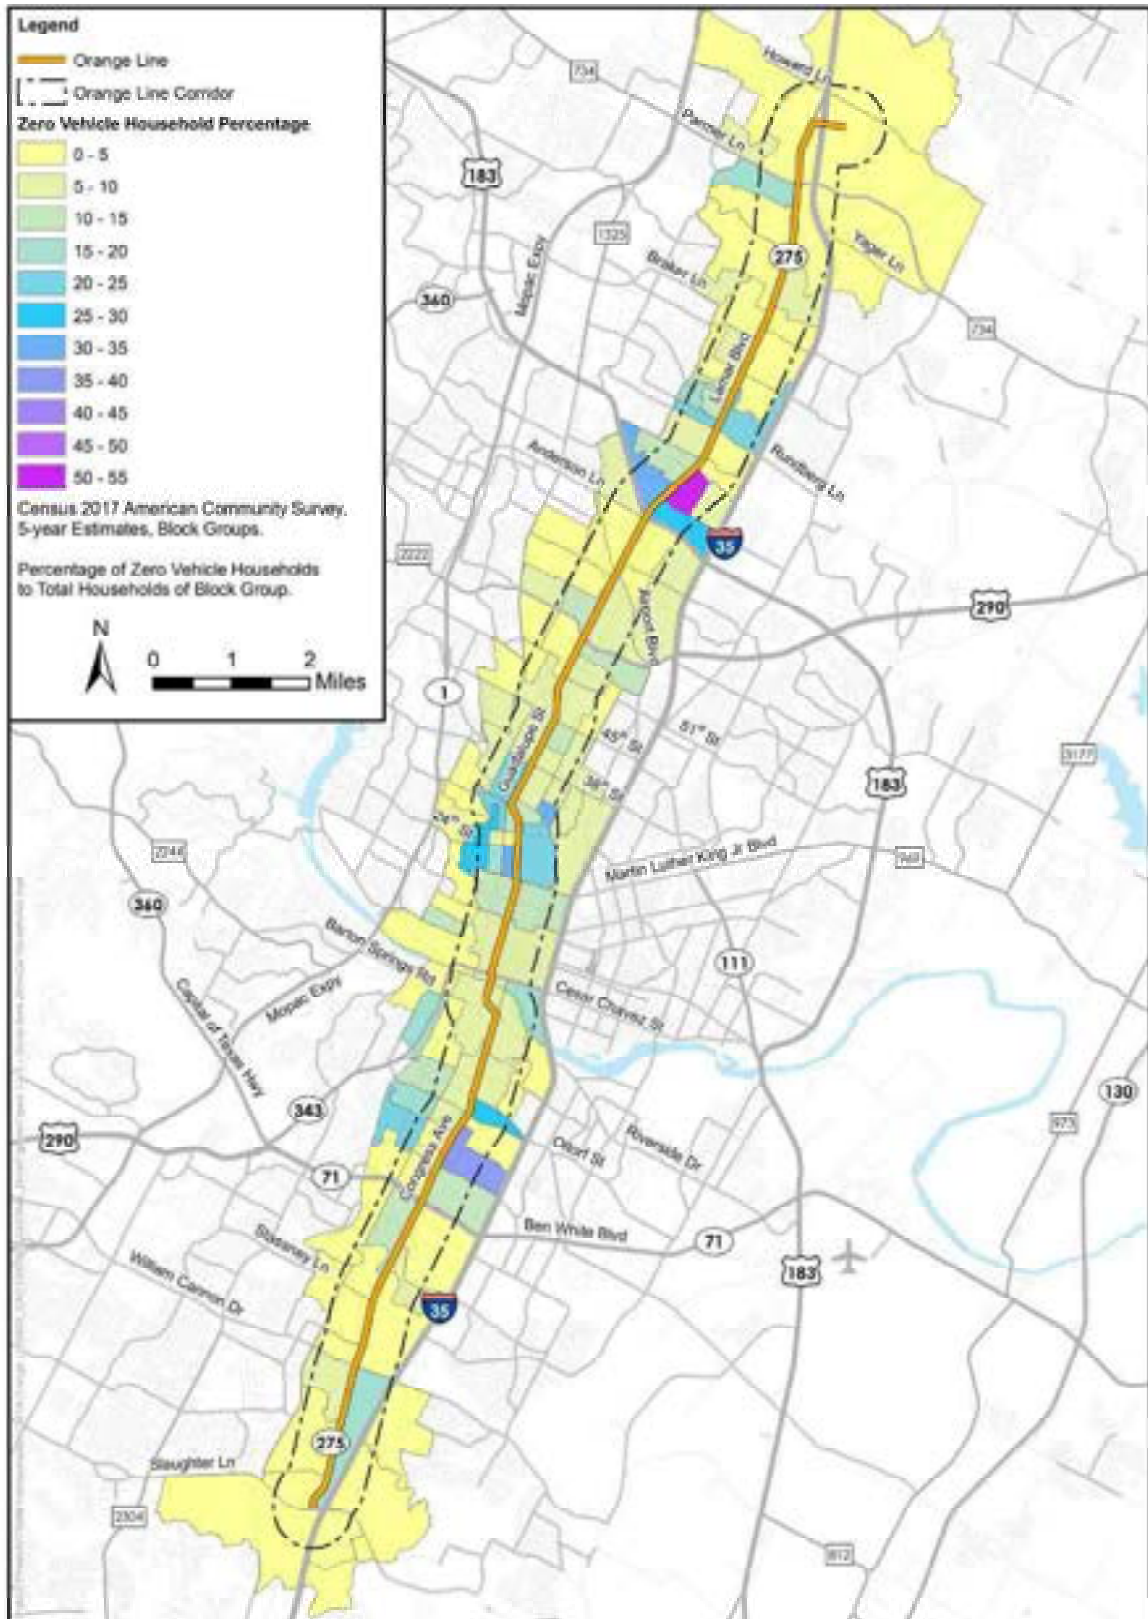 Legend
Orange Line
Orange Line Corridor
Zero Vehicle Household Percentage
0 - 5
5 - 10
10 - 15
15 - 20
20 - 25
25 - 30
30 - 35
35 - 40
40 - 45
45 - 50
50 - 55
Census 2017 American Community Survey,
5-year Estimates, Block Groups.
Percentage of Zero Vehicle Households
to Total Households of Block Group.
N
0 1 2
Miles
Howard Ln
734
Parmer Ln
183
1325
Mopac Expy
Yager Ln
275
Braker Ln
360
734
Lamar Blvd
Anderson Ln
Rundberg Ln
35
2222
290
Airport Blvd
1
Guadalupe St
45th St
51st St
3177
38th St
183
24th St
2244
Martin Luther King Jr Blvd
969
360
Barton Springs Rd
111
Mopac Expy
Cesar Chavez St
Capital of Texas Hwy
130
343
973
290
Congress Ave
Oltorf St
Riverside Dr
71
Ben White Blvd
71
Stassney Ln
183
William Cannon Dr
35
275
Slaughter Ln
2304
812